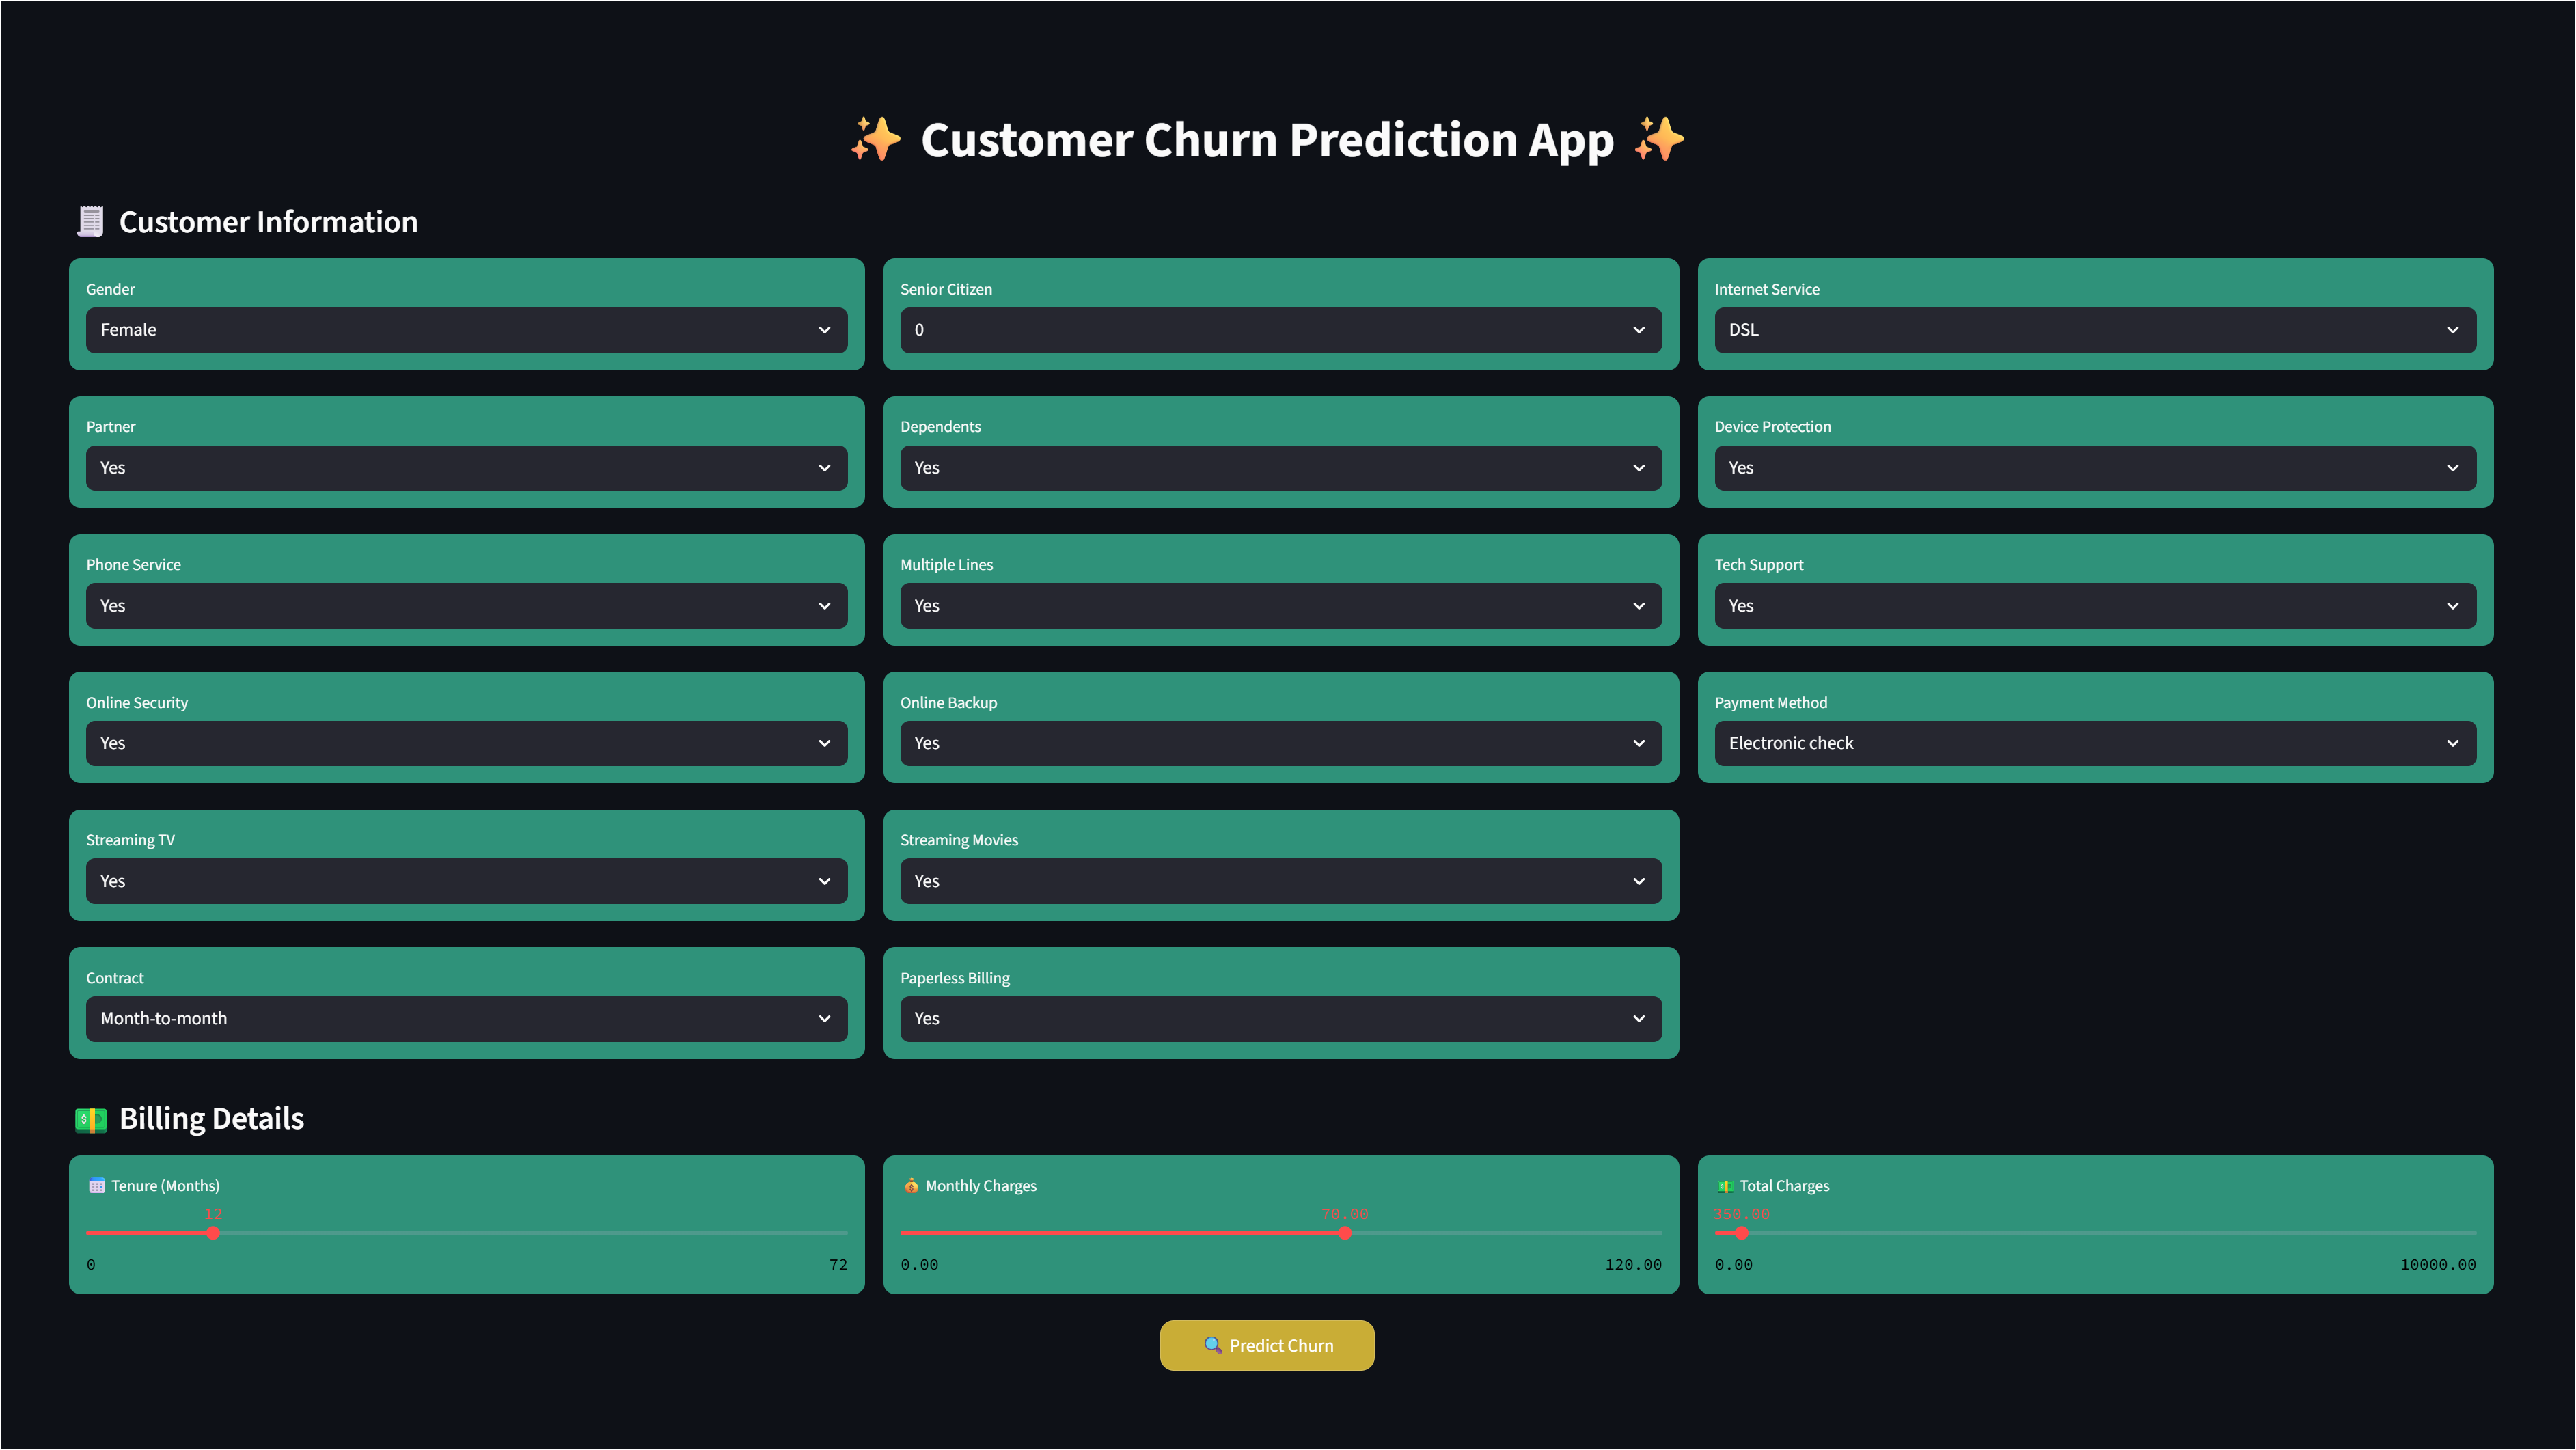 ✨ Customer Churn Prediction App ✨
🧾 Customer Information
Gender
Female
Senior Citizen
0
Internet Service
DSL
Partner
Yes
Dependents
Yes
Device Protection
Yes
Phone Service
Yes
Multiple Lines
Yes
Tech Support
Yes
Online Security
Yes
Online Backup
Yes
Payment Method
Electronic check
Streaming TV
Yes
Streaming Movies
Yes
Contract
Month-to-month
Paperless Billing
Yes
💵 Billing Details
📅 Tenure (Months)
12
0 72
💰 Monthly Charges
70.00
0.00 120.00
💵 Total Charges
350.00
0.00 10000.00
🔍 Predict Churn